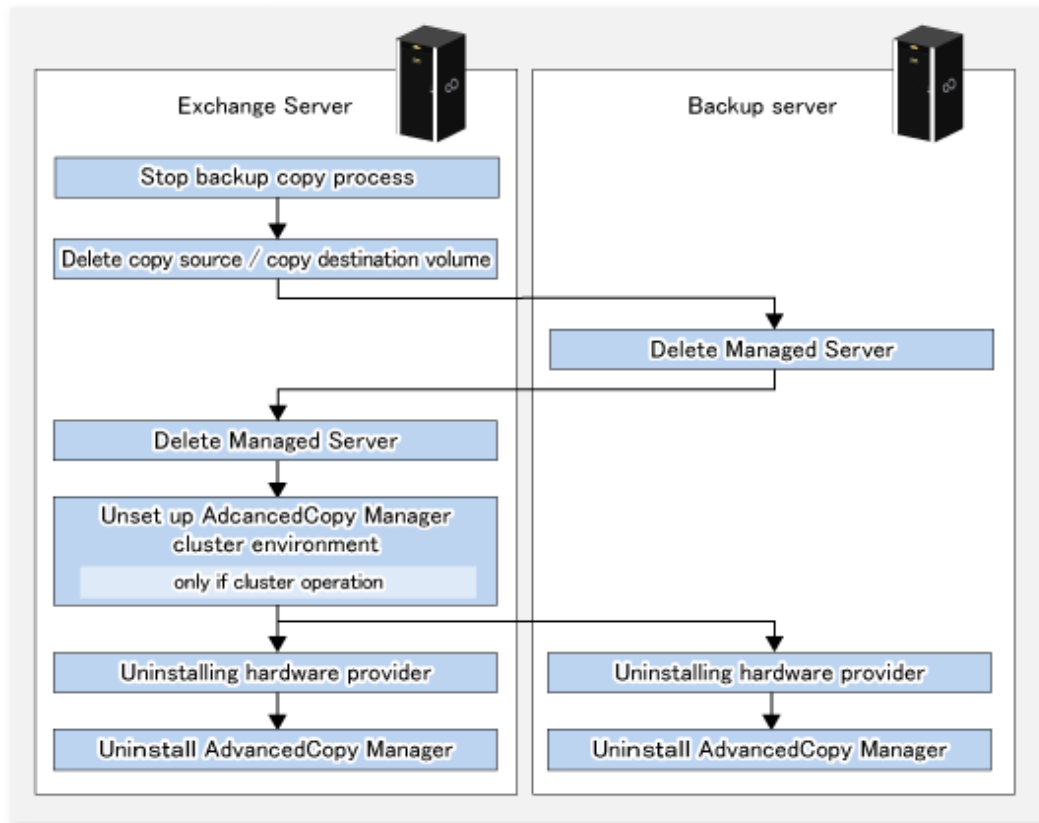 Exchange Server
Backup server
Stop backup copy process
Delete copy source / copy destination volume
Delete Managed Server
Delete Managed Server
Unset up AdcancedCopy Manager
cluster environment
only if cluster operation
Uninstalling hardware provider
Uninstalling hardware provider
Uninstall AdvancedCopy Manager
Uninstall AdvancedCopy Manager